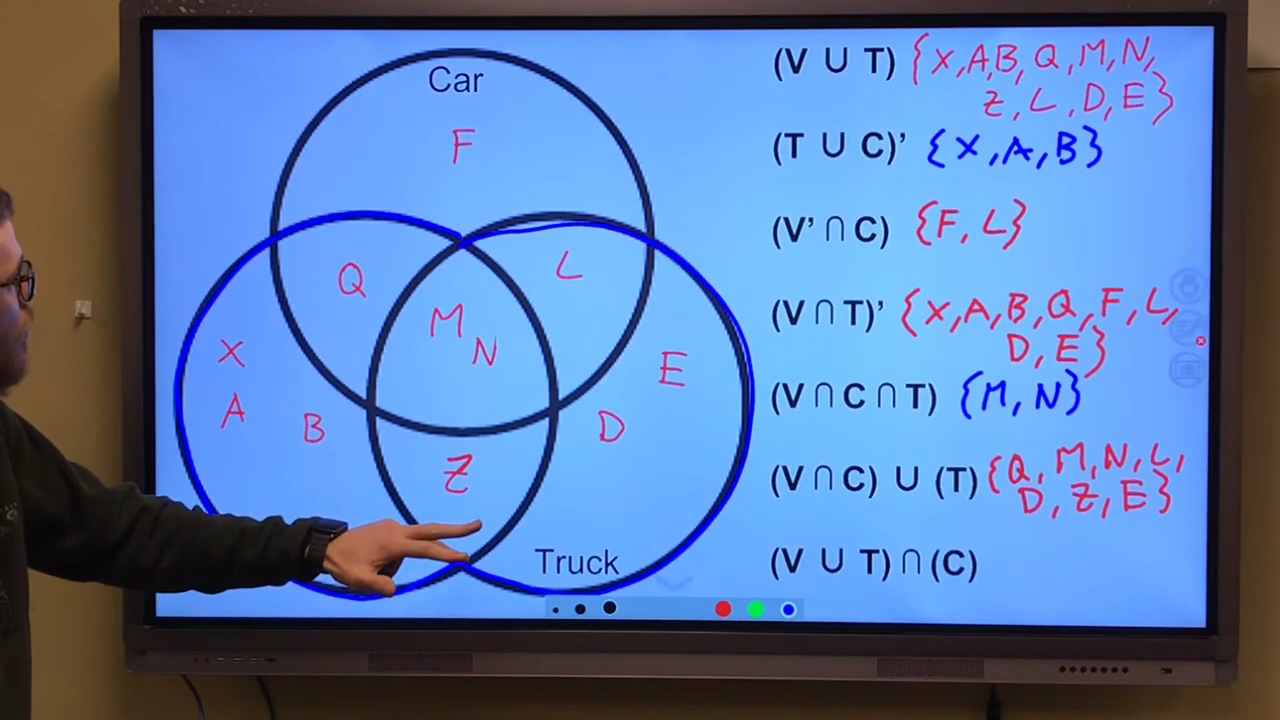 Car
F
Q
L
M
N
X
E
A
B
D
Z
Truck
(V ∪ T) {X,A,B,Q,M,N,
Z,L,D,E}
(T ∪ C)’ {X,A,B}
(V’ ∩ C) {F,L}
(V ∩ T)’ {X,A,B,Q,F,L,
D,E}
(V ∩ C ∩ T) {M,N}
(V ∩ C) ∪ (T) {Q,M,N,L,
D,Z,E}
(V ∪ T) ∩ (C)